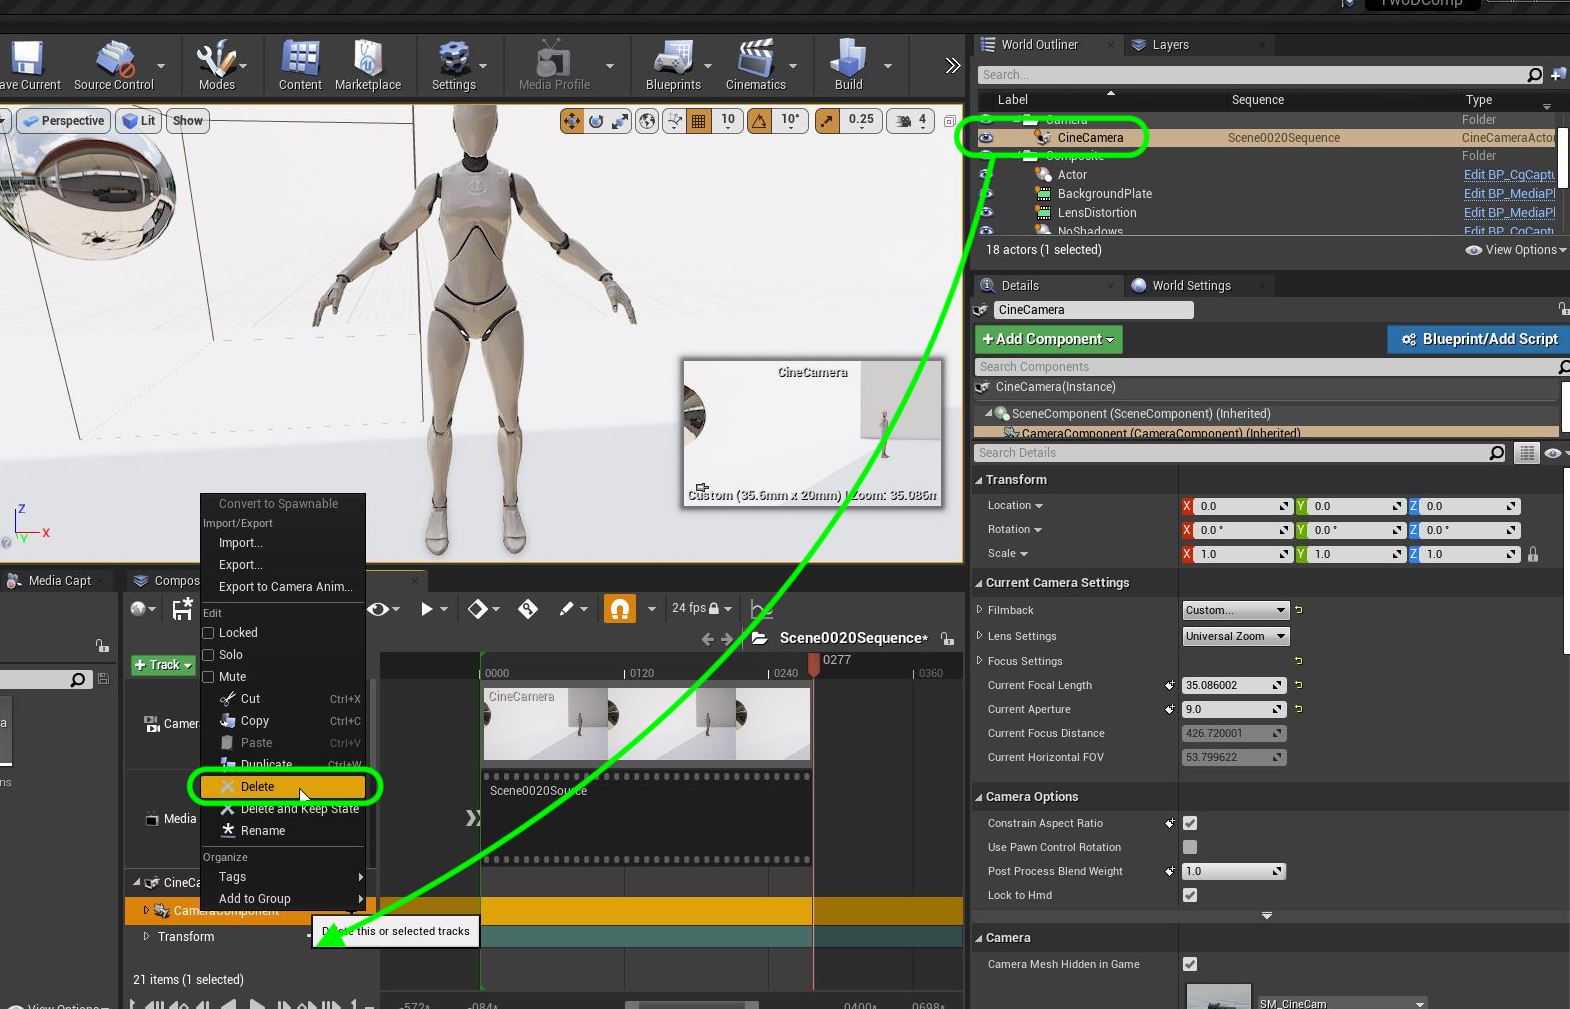 TwoDComp
ave Current
Source Control
Modes
Content
Marketplace
Settings
Media Profile
Blueprints
Cinematics
Build
Perspective
Lit
Show
10
10°
0.25
4
CineCamera
Custom (35.6mm x 20mm) | Zoom: 35.086m
Z
X
Y
World Outliner
Layers
Search...
Label
Sequence
Type
Camera
Folder
CineCamera
Scene0020Sequence
CineCameraActor
Composite
Folder
Actor
Edit BP_CgCaptu
BackgroundPlate
Edit BP_MediaPl
LensDistortion
Edit BP_MediaPl
NoShadows
Edit BP_CgCaptu
18 actors (1 selected)
View Options
Details
World Settings
CineCamera
+ Add Component
Blueprint/Add Script
Search Components
CineCamera(Instance)
SceneComponent (SceneComponent) (Inherited)
CameraComponent (CameraComponent) (Inherited)
Search Details
Transform
Location
X 0.0
Y 0.0
Z 0.0
Rotation
X 0.0 °
Y 0.0 °
Z 0.0 °
Scale
X 1.0
Y 1.0
Z 1.0
Current Camera Settings
Filmback
Custom...
Lens Settings
Universal Zoom
Focus Settings
Current Focal Length
35.086002
Current Aperture
9.0
Current Focus Distance
426.720001
Current Horizontal FOV
53.799622
Camera Options
Constrain Aspect Ratio
Use Pawn Control Rotation
Post Process Blend Weight
1.0
Lock to Hmd
Camera
Camera Mesh Hidden in Game
SM_CineCam
Convert to Spawnable
Import/Export
Import...
Export...
Export to Camera Anim...
Edit
Locked
Solo
Mute
Cut Ctrl+X
Copy Ctrl+C
Paste Ctrl+V
Duplicate Ctrl+W
Delete
Delete and Keep State
Rename
Organize
Tags
Add to Group
Media Capt
Compos
24 fps
Scene0020Sequence*
+ Track
0000
0120
0240
0277
0360
Camer
CineCamera
Media
Scene0020Source
CineCa
CameraComponent
Transform
this or selected tracks
21 items (1 selected)
View Options
-572+
-084+
0400+
0698+
a
ns